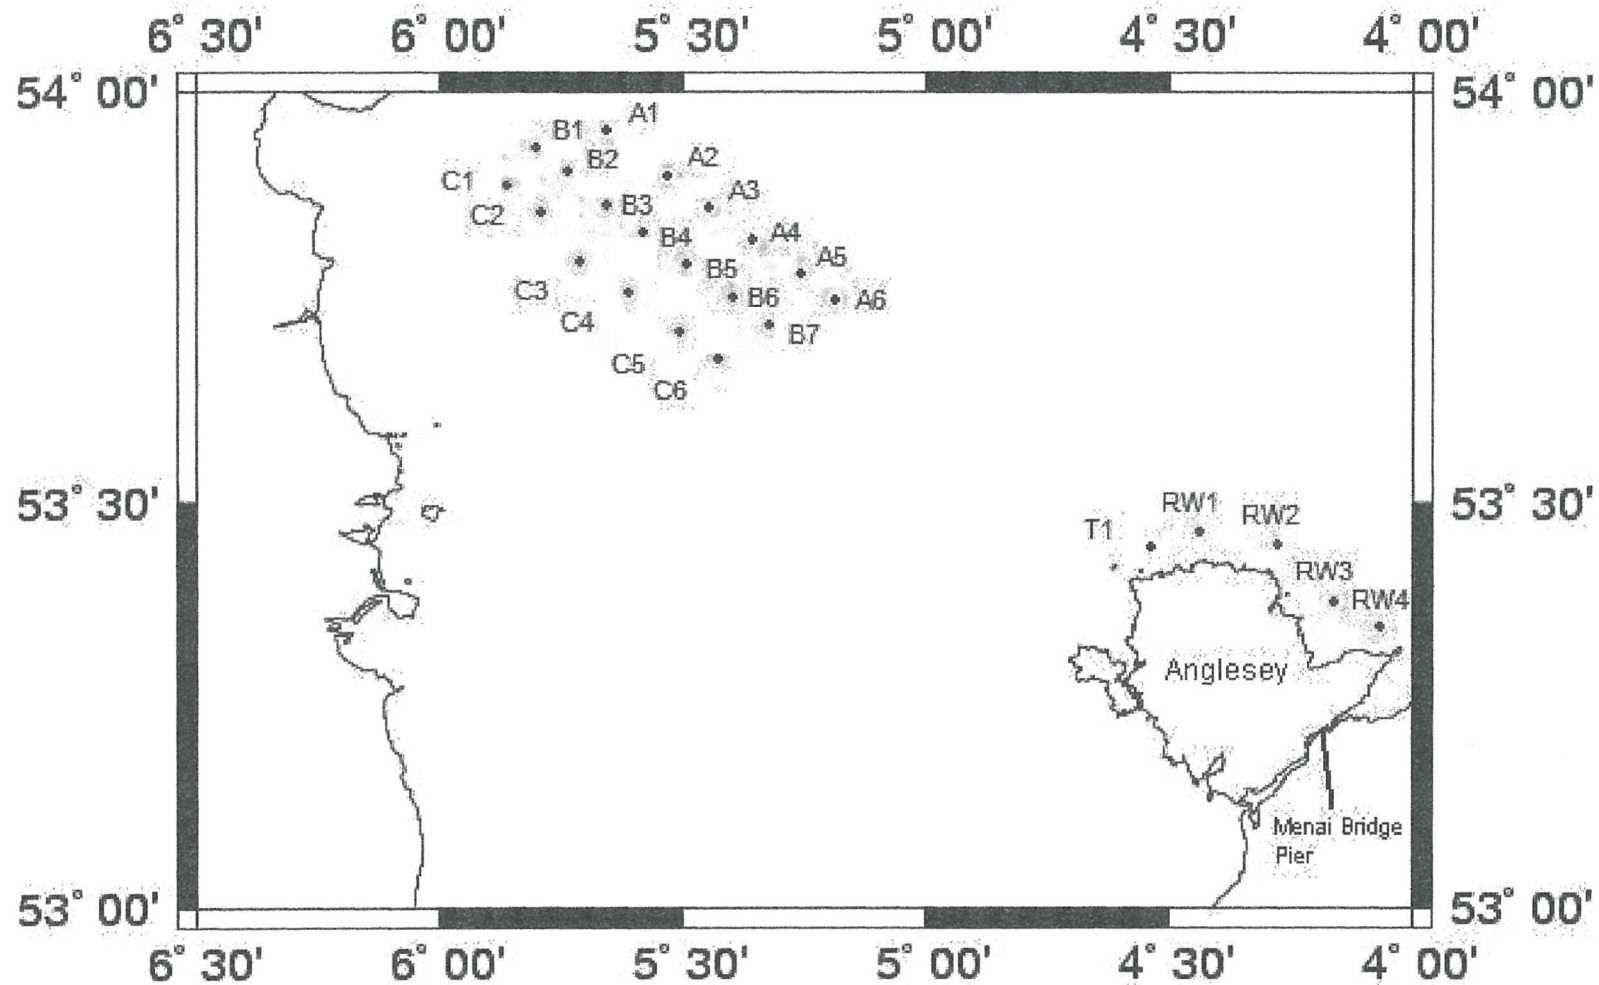 6° 30' 6° 00' 5° 30' 5° 00' 4° 30' 4° 00'
54° 00' 54° 00'
A1
B1
B2 A2
C1 A3
C2 B3
B4 A4
A5
B5
C3 B6 A6
C4 B7
C5
C6
53° 30' 53° 30'
RW1
T1 RW2
RW3
RW4
Anglesey
Menai Bridge
Pier
53° 00' 53° 00'
6° 30' 6° 00' 5° 30' 5° 00' 4° 30' 4° 00'